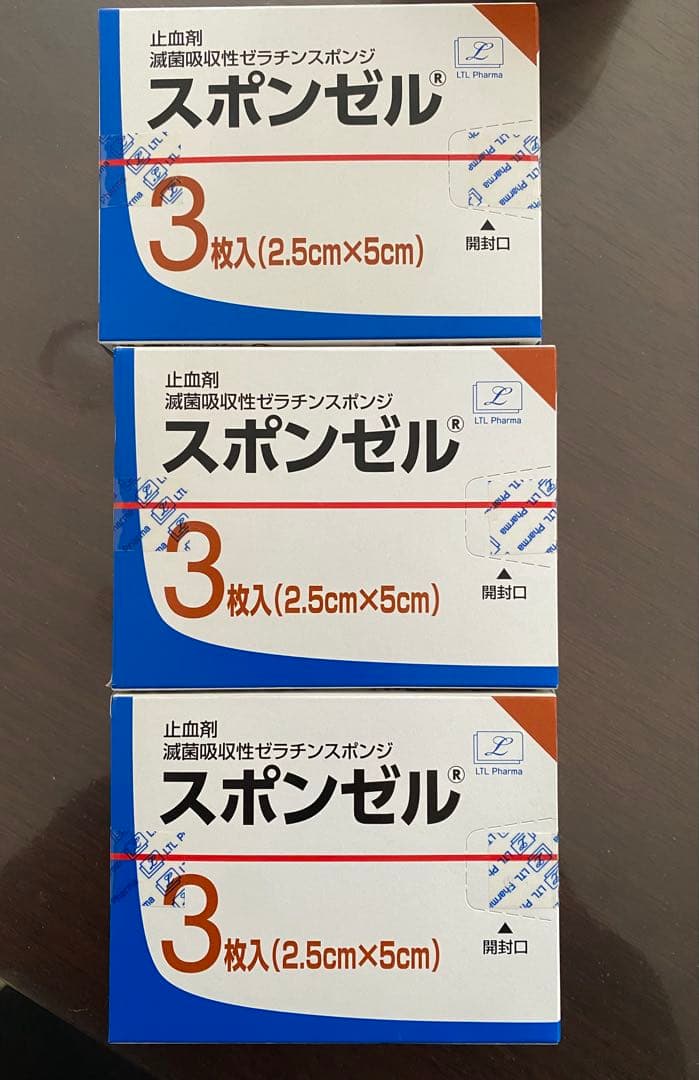 止血剤
滅菌吸収性ゼラチンスポンジ
スポンゼル®
LTL Pharma
3枚入(2.5cm×5cm)
▲
開封口
止血剤
滅菌吸収性ゼラチンスポンジ
スポンゼル®
LTL Pharma
3枚入(2.5cm×5cm)
▲
開封口
止血剤
滅菌吸収性ゼラチンスポンジ
スポンゼル®
LTL Pharma
3枚入(2.5cm×5cm)
▲
開封口